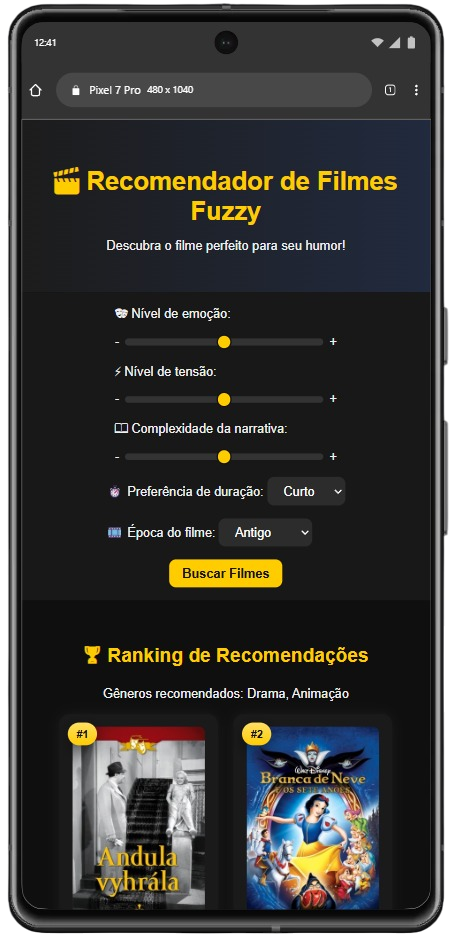 12:41
Pixel 7 Pro 480 x 1040
1
Recomendador de Filmes
Fuzzy
Descubra o filme perfeito para seu humor!
Nível de emoção:
- +
Nível de tensão:
- +
Complexidade da narrativa:
- +
Preferência de duração: Curto
Época do filme: Antigo
Buscar Filmes
Ranking de Recomendações
Gêneros recomendados: Drama, Animação
#1 #2
Walt Disney
Branca de Neve
E OS SETE ANÕES
Andula
vyhrála